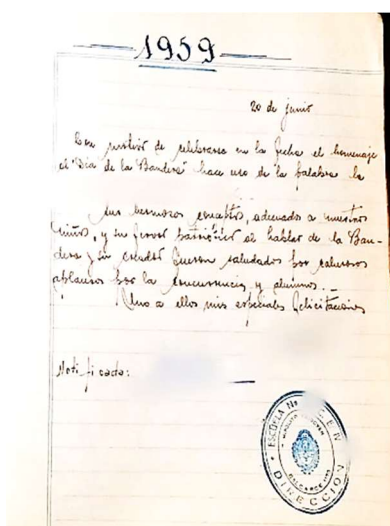 1959
20 de junio
Con motivo de celebrarse en la fecha el homenaje
al "Día de la Bandera" hace uso de la palabra la
Sus hermosos conceptos, adecuados a nuestros
niños, y su fervor patriótico al hablar de la Ban-
dera y su creador fueron saludados por calurosos
aplausos por la concurrencia y alumnos.-
Uno a ellos mis especiales felicitaciones
Notificada:
ESCUELA No
DIRECCION